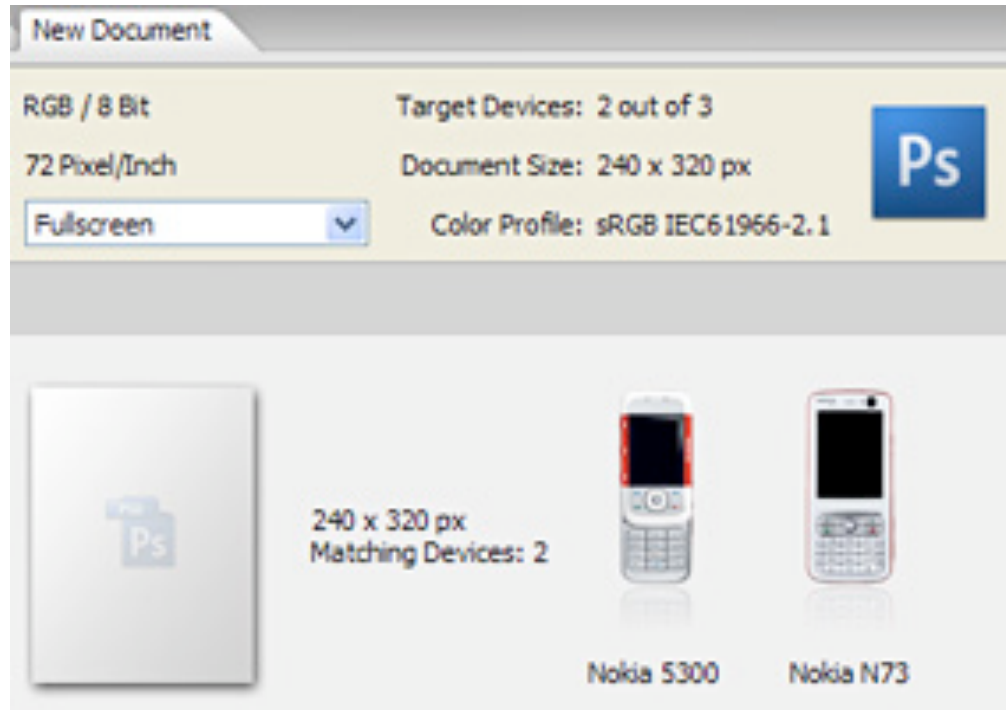 New Document
RGB / 8 Bit
Target Devices: 2 out of 3
72 Pixel/Inch
Document Size: 240 x 320 px
Fullscreen
Color Profile: sRGB IEC61966-2.1
Ps
Ps
240 x 320 px
Matching Devices: 2
Nokia 5300
Nokia N73